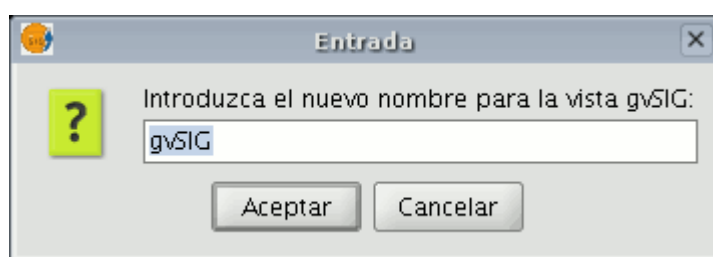 Entrada
Introduzca el nuevo nombre para la vista gvSIG:
gvSIG
Aceptar Cancelar